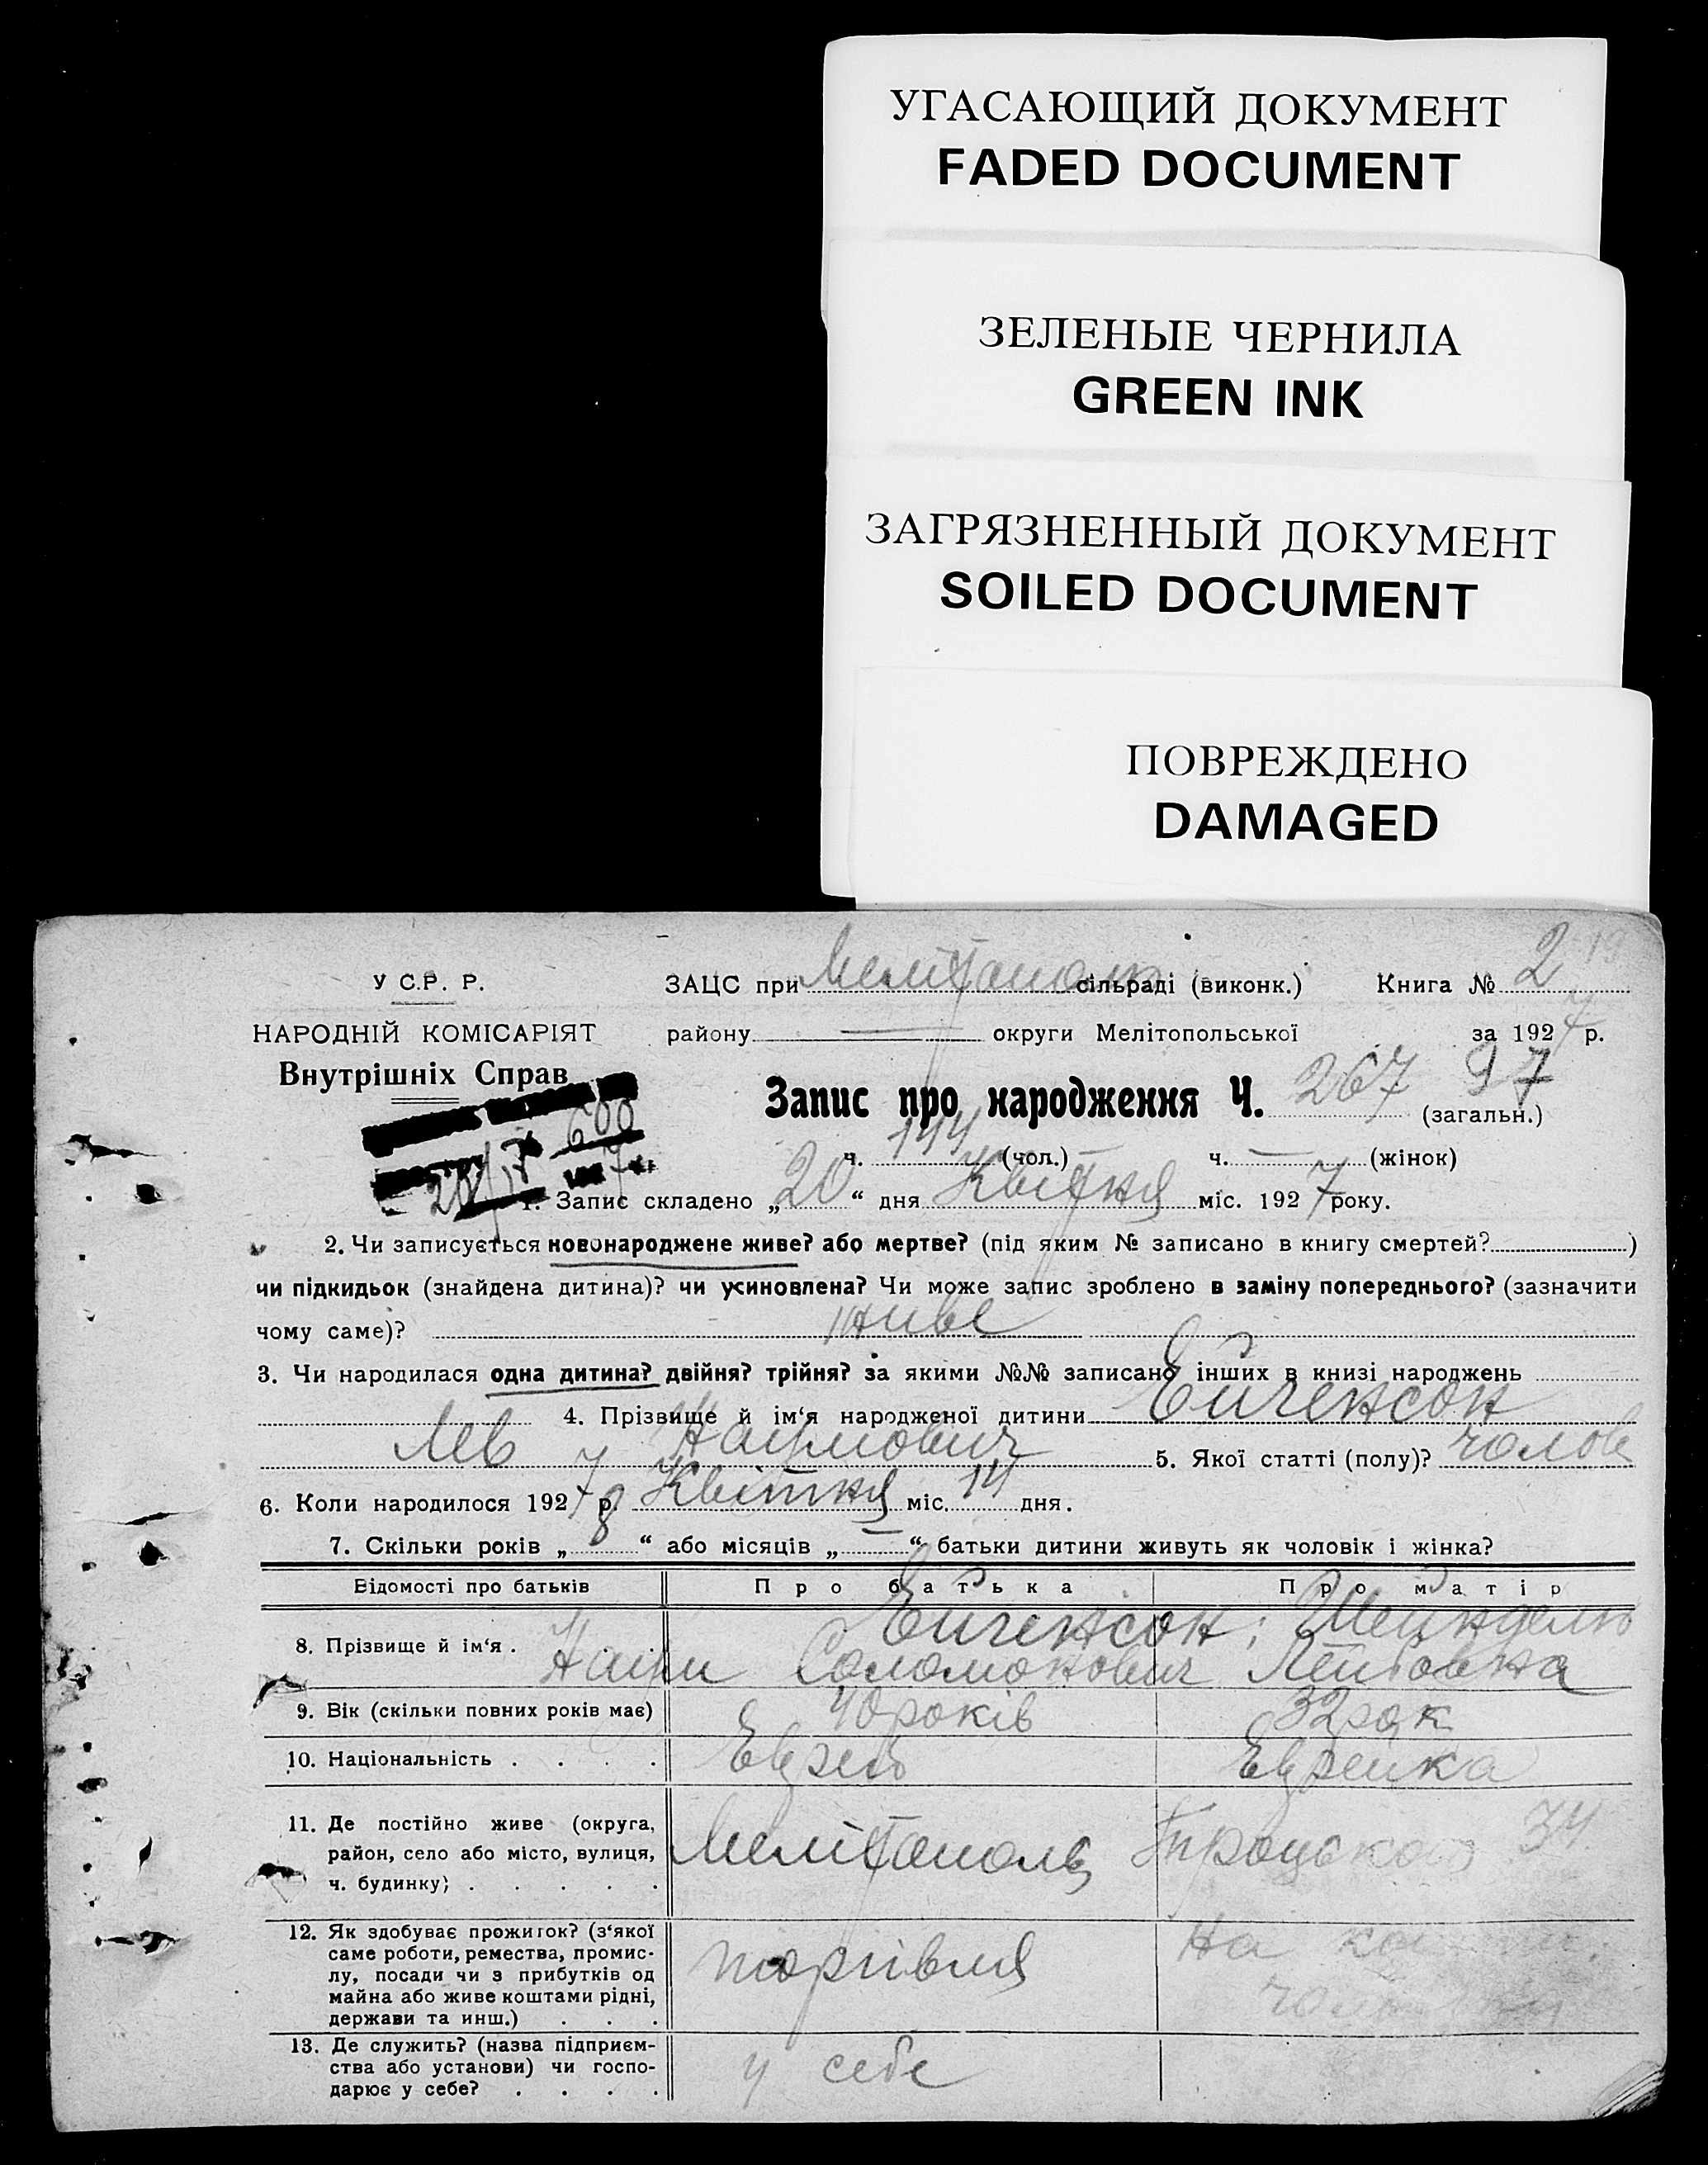 УГАСАЮЩИЙ ДОКУМЕНТ
FADED DOCUMENT
ЗЕЛЕНЫЕ ЧЕРНИЛА
GREEN INK
ЗАГРЯЗНЕННЫЙ ДОКУМЕНТ
SOILED DOCUMENT
ПОВРЕЖДЕНО
DAMAGED
У С.Р. Р. ЗАЦС при сільраді (виконк.) Книга № 2
НАРОДНІЙ КОМІСАРІЯТ району округи Мелітопольської за 1927 р.
Внутрішніх Справ
Запис про народження Ч. 267 97 (загальн.)
600
ч. 144 (чол.) ч. — (жінок)
1. Запис складено „20“ дня Квітня міс. 1927 року.
2. Чи записується новонароджене живе? або мертве? (під яким № записано в книгу смертей? )
чи підкидьок (знайдена дитина)? чи усиновлена? Чи може запис зроблено в заміну попереднього? (зазначити
чому саме)? живе
3. Чи народилася одна дитина? двійня? трійня? за якими №№ записано інших в книзі народжень
4. Прізвище й ім‘я народженої дитини Ейченсон
Лев Наумович 5. Якої статті (полу)? чолов
6. Коли народилося 1927 р. Квітня міс. 14 дня.
7. Скільки років „8“ або місяців „—“ батьки дитини живуть як чоловік і жінка?
Відомості про батьків Про батька Про матір
8. Прізвище й ім‘я . Ейченсон; Шейндель
Наум Соломонович
9. Вік (скільки повних років має) 40 років 32 рок
10. Національність . . . . Еврей Еврейка
11. Де постійно живе (округа,
район, село або місто, вулиця, Мелітополь Троцького 34
ч. будинку) . . . . .
12. Як здобуває прожиток? (з‘якої
саме роботи, ремества, промис-
лу, посади чи з прибутків од торгівля На
майна або живе коштами рідні,
держави та инш.) . . .
13. Де служить? (назва підприєм-
ства або установи) чи госпо- у себе
дарює у себе? . . . .